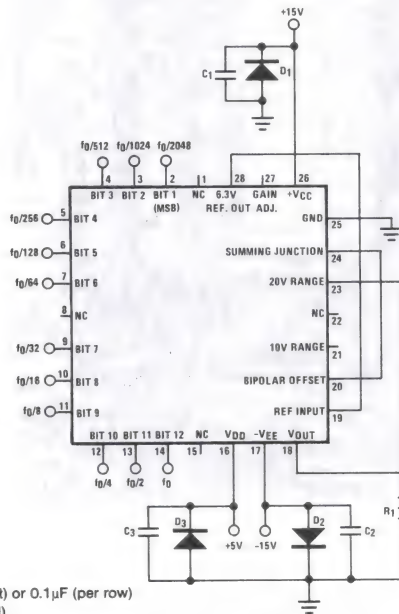 +15V
C1
D1
f0/512
f0/1024
f0/2048
4
3
2
1
28
27
26
BIT 3
BIT 2
BIT 1
(MSB)
NC
6.3V
REF. OUT
GAIN
ADJ.
+VCC
f0/256
5
BIT 4
GND
25
f0/128
6
BIT 5
SUMMING JUNCTION
24
f0/64
7
BIT 6
20V RANGE
23
8
NC
NC
22
f0/32
9
BIT 7
10V RANGE
21
f0/16
10
BIT 8
BIPOLAR OFFSET
20
f0/8
11
BIT 9
REF INPUT
19
BIT 10
BIT 11
BIT 12
NC
VDD
-VEE
VOUT
12
13
14
15
16
17
18
f0/4
f0/2
f0
R1
C3
D3
+5V
-15V
D2
C2
t) or 0.1μF (per row)